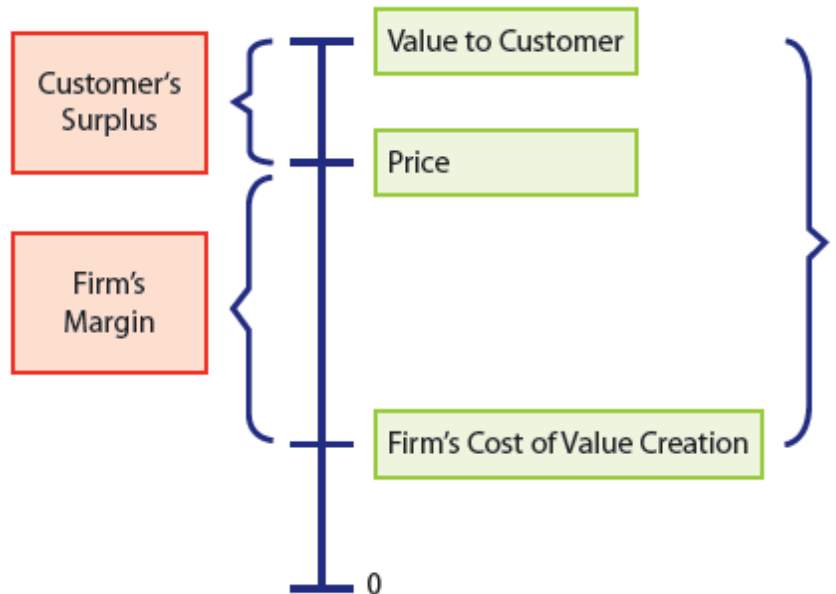 Value to Customer
Customer‘s
Surplus
Price
Firm’s
Margin
Firm’s Cost of Value Creation
0